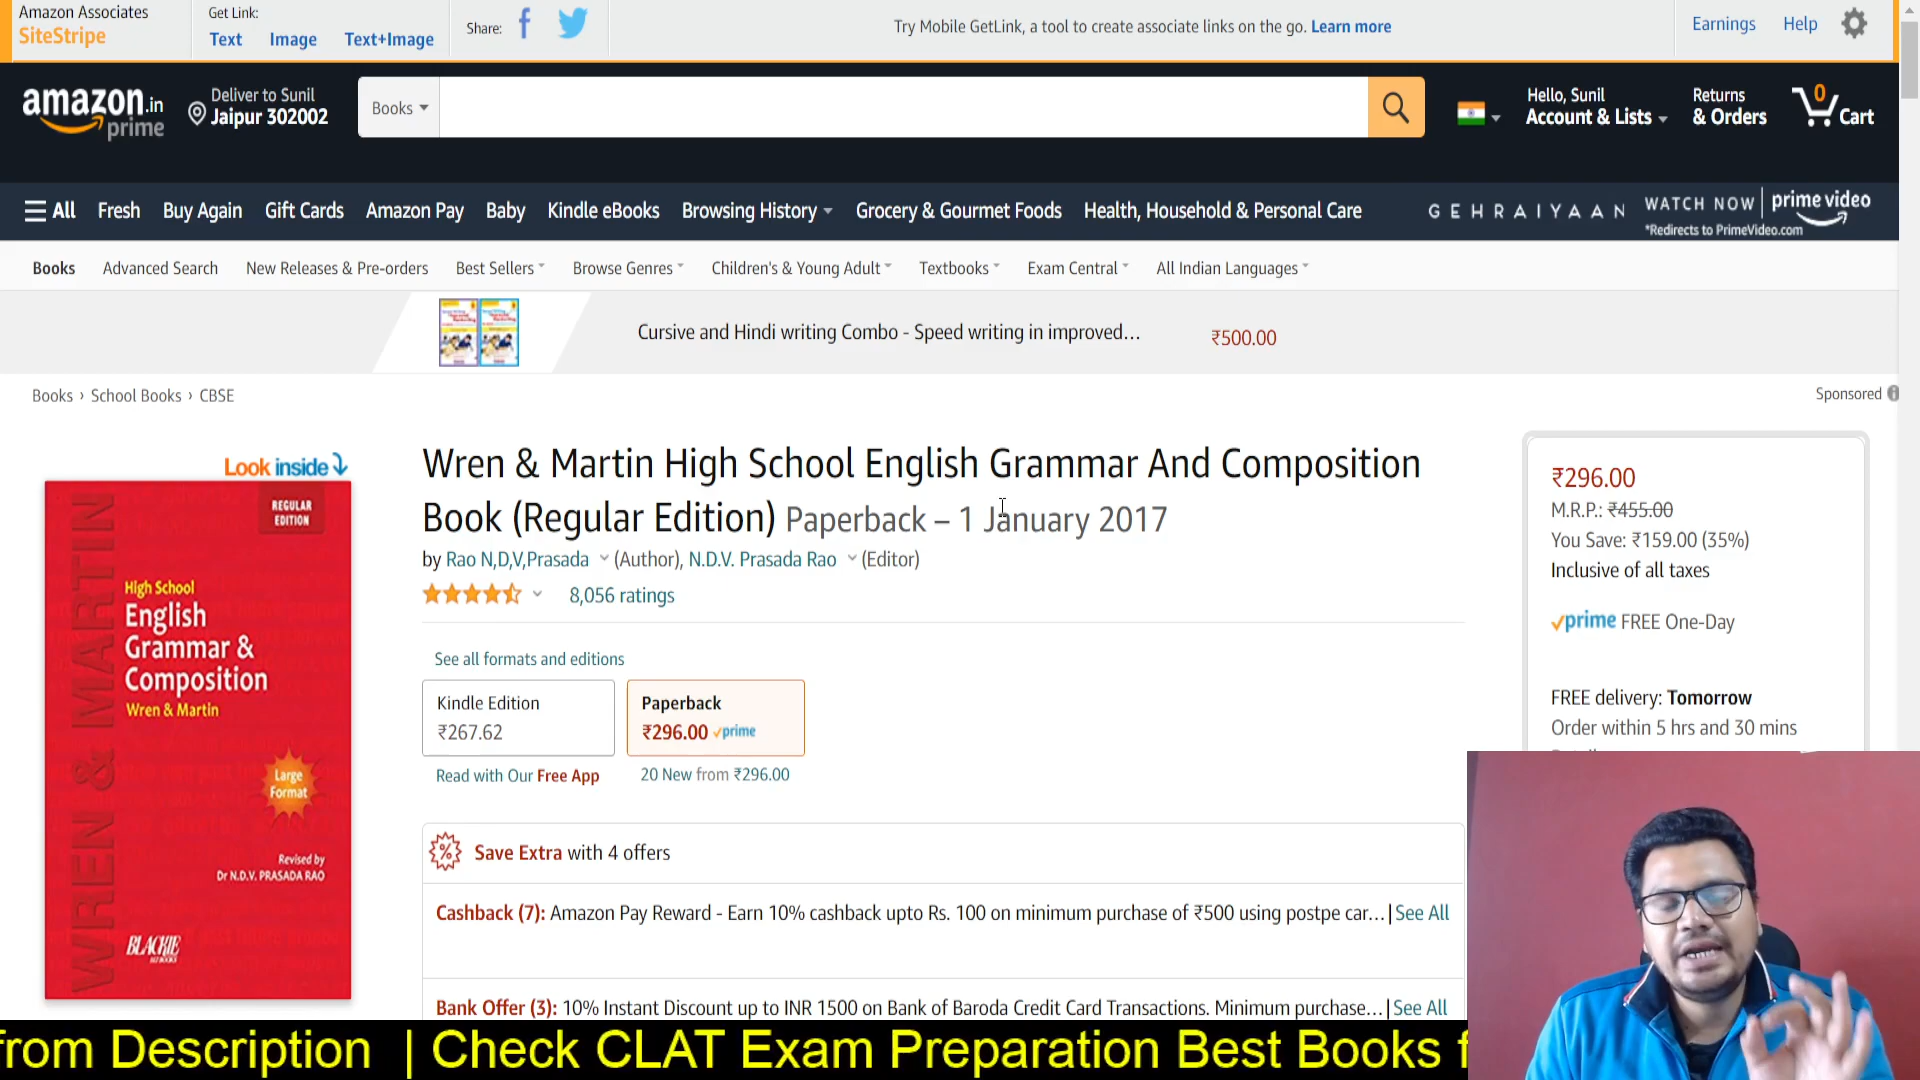 Amazon Associates
SiteStripe
Get Link:
Text Image Text+Image
Share:
Try Mobile GetLink, a tool to create associate links on the go. Learn more
Earnings Help
amazon.in
prime
Deliver to Sunil
Jaipur 302002
Books
Hello, Sunil
Account & Lists
Returns
& Orders
0
Cart
All Fresh Buy Again Gift Cards Amazon Pay Baby Kindle eBooks Browsing History Grocery & Gourmet Foods Health, Household & Personal Care
GEHRAIYAAN WATCH NOW prime video
*Redirects to PrimeVideo.com
Books Advanced Search New Releases & Pre-orders Best Sellers Browse Genres Children's & Young Adult Textbooks Exam Central All Indian Languages
Cursive and Hindi writing Combo - Speed writing in improved... ₹500.00
Books › School Books › CBSE
Sponsored
Look inside
WREN & MARTIN
REGULAR
EDITION
High School
English
Grammar &
Composition
Wren & Martin
Large
Format
Revised by
Dr N.D.V. PRASADA RAO
BLACKIE
Wren & Martin High School English Grammar And Composition
Book (Regular Edition) Paperback – 1 January 2017
by Rao N,D,V,Prasada (Author), N.D.V. Prasada Rao (Editor)
8,056 ratings
See all formats and editions
Kindle Edition
₹267.62
Paperback
₹296.00 prime
Read with Our Free App
20 New from ₹296.00
Save Extra with 4 offers
Cashback (7): Amazon Pay Reward - Earn 10% cashback upto Rs. 100 on minimum purchase of ₹500 using postpe car... | See All
Bank Offer (3): 10% Instant Discount up to INR 1500 on Bank of Baroda Credit Card Transactions. Minimum purchase... | See All
₹296.00
M.R.P.: ₹455.00
You Save: ₹159.00 (35%)
Inclusive of all taxes
prime FREE One-Day
FREE delivery: Tomorrow
Order within 5 hrs and 30 mins
from Description | Check CLAT Exam Preparation Best Books f